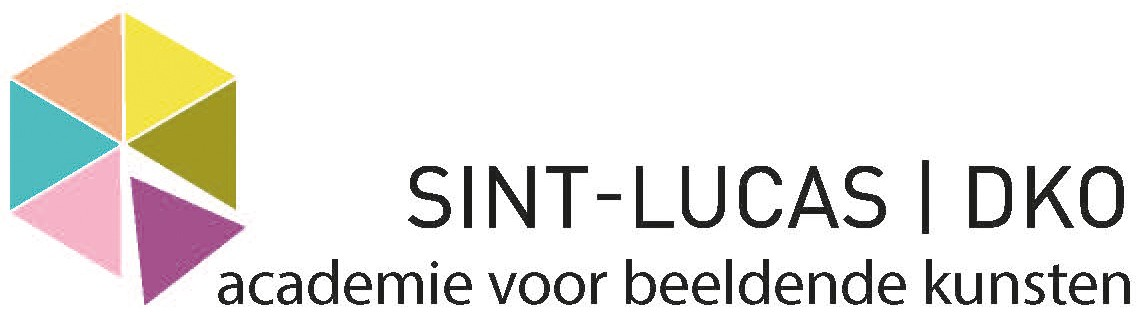 SINT-LUCAS | DKO
academie voor beeldende kunsten